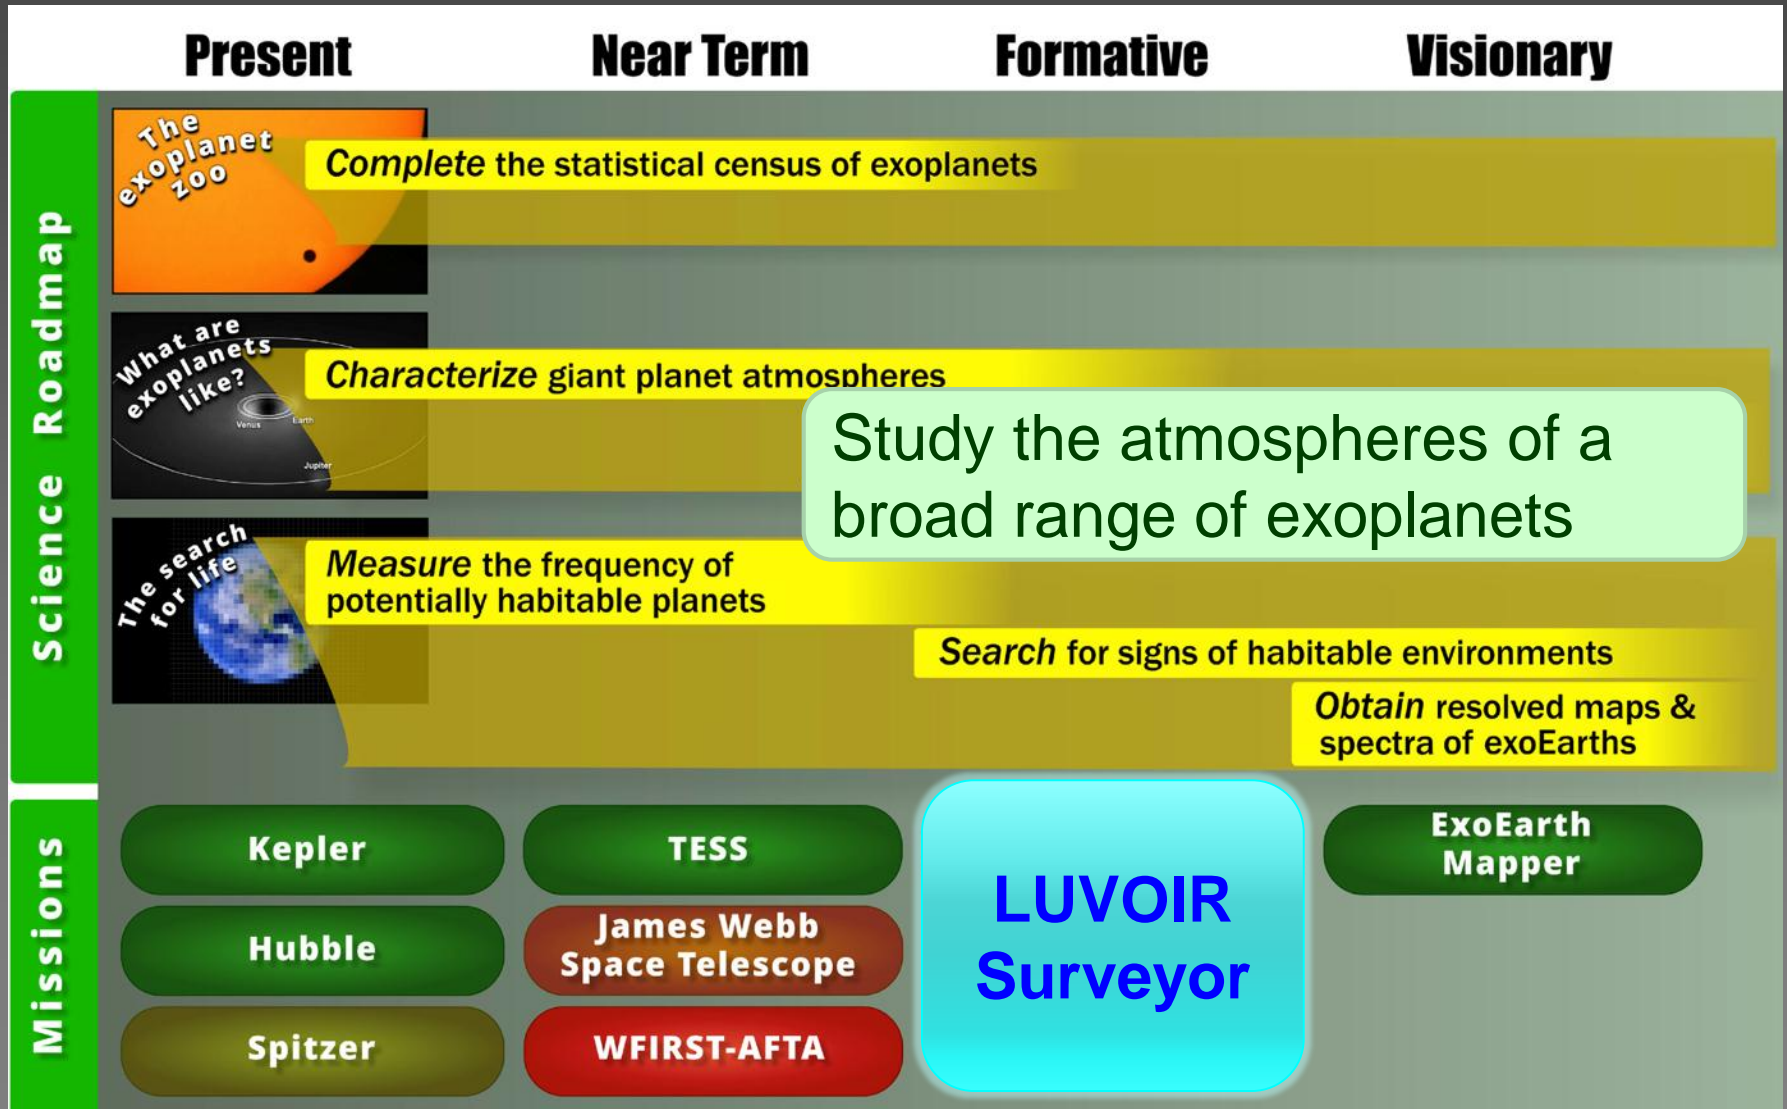 Present
Near Term
Formative
Visionary
Science Roadmap
The
exoplanet
zoo
Complete the statistical census of exoplanets
What are
exoplanets
like?
Venus
Earth
Jupiter
Characterize giant planet atmospheres
Study the atmospheres of a
broad range of exoplanets
The search
for life
Measure the frequency of
potentially habitable planets
Search for signs of habitable environments
Obtain resolved maps &
spectra of exoEarths
Missions
Kepler
Hubble
Spitzer
TESS
James Webb
Space Telescope
WFIRST-AFTA
LUVOIR
Surveyor
ExoEarth
Mapper